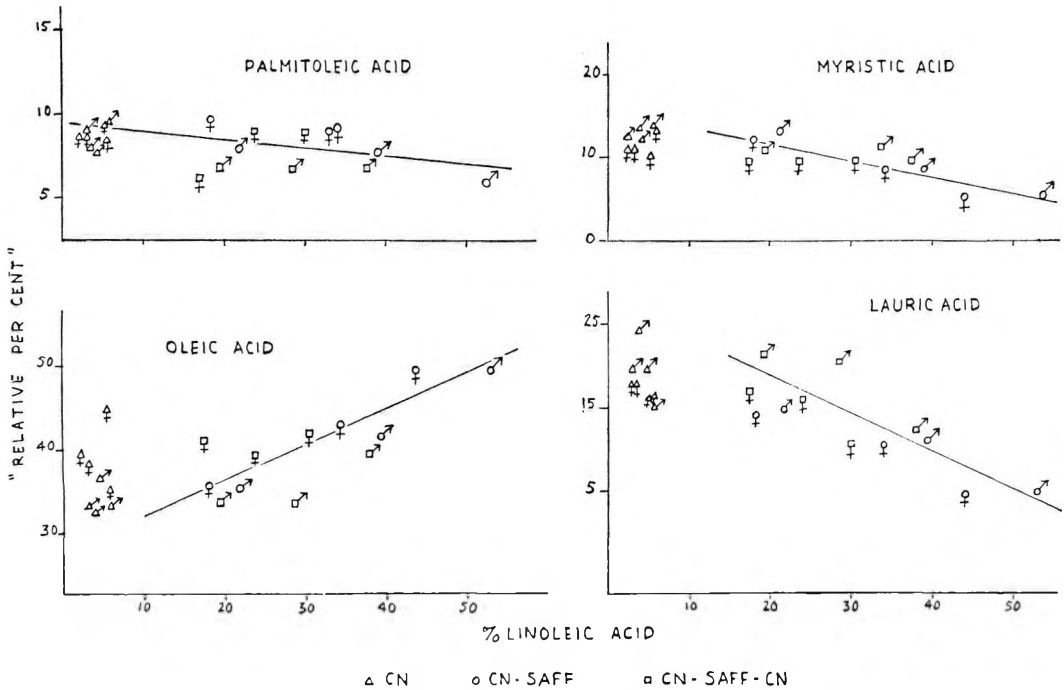 15
10
5
PALMITOLEIC ACID
20
10
0
MYRISTIC ACID
"RELATIVE PER CENT"
50
40
30
OLEIC ACID
25
15
5
LAURIC ACID
10 20 30 40 50
10 20 30 40 50
% LINOLEIC ACID
△ CN ○ CN-SAFF □ CN-SAFF-CN